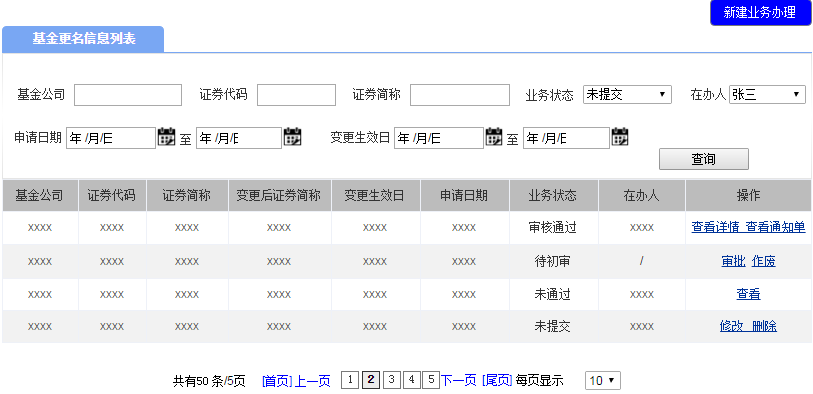 新建业务办理
基金更名信息列表
基金公司 证券代码 证券简称 业务状态 未提交 在办人 张三
申请日期 年 /月/日 至 年 /月/日 变更生效日 年 /月/日 至 年 /月/日
查询
基金公司 证券代码 证券简称 变更后证券简称 变更生效日 申请日期 业务状态 在办人 操作
xxxx xxxx xxxx xxxx xxxx xxxx 审核通过 xxxx 查看详情 查看通知单
xxxx xxxx xxxx xxxx xxxx xxxx 待初审 / 审批 作废
xxxx xxxx xxxx xxxx xxxx xxxx 未通过 xxxx 查看
xxxx xxxx xxxx xxxx xxxx xxxx 未提交 xxxx 修改 删除
共有50 条/5页 [首页] 上一页 1 2 3 4 5 下一页 [尾页] 每页显示 10